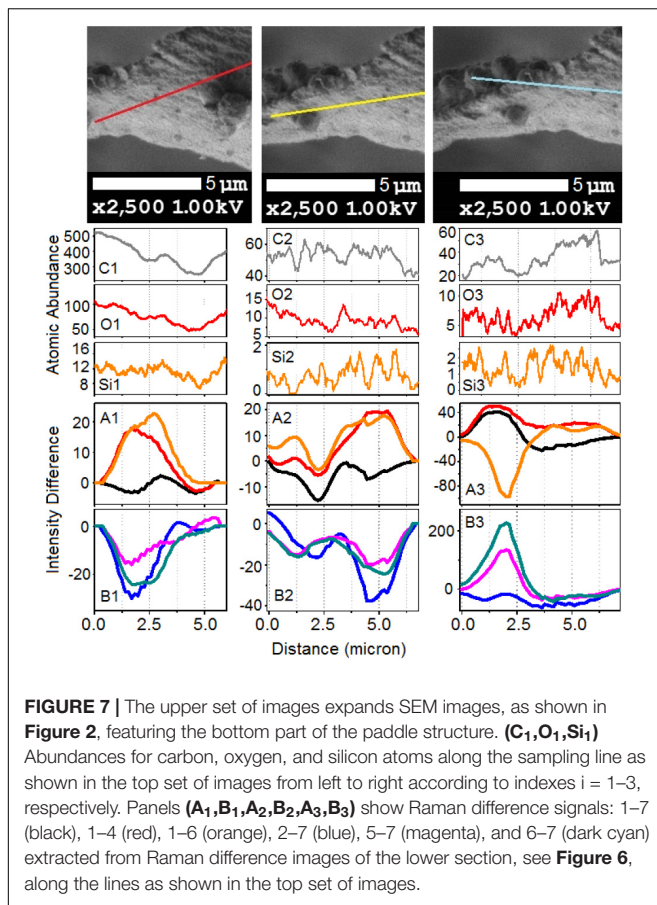 5 µm 5 µm 5 µm
x2,500 1.00kV x2,500 1.00kV x2,500 1.00kV
500 C1 60 C2 60 C3
400
300 40 40
20
Atomic Abundance
100 O1 15 O2 10 O3
10
50 5 5
16 Si1 2 Si2 2 Si3
12
8 0 0
Intensity Difference
A1 20 A2 40 A3
20 10 0
10 0 -40
0 -10 -80
0 B1 0 B2 200 B3
-20 -20 100
-40 0
0.0 2.5 5.0 0.0 2.5 5.0 0.0 2.5 5.0
Distance (micron)
FIGURE 7 | The upper set of images expands SEM images, as shown in
Figure 2, featuring the bottom part of the paddle structure. (C1,O1,Si1)
Abundances for carbon, oxygen, and silicon atoms along the sampling line as
shown in the top set of images from left to right according to indexes i = 1–3,
respectively. Panels (A1,B1,A2,B2,A3,B3) show Raman difference signals: 1–7
(black), 1–4 (red), 1–6 (orange), 2–7 (blue), 5–7 (magenta), and 6–7 (dark cyan)
extracted from Raman difference images of the lower section, see Figure 6,
along the lines as shown in the top set of images.